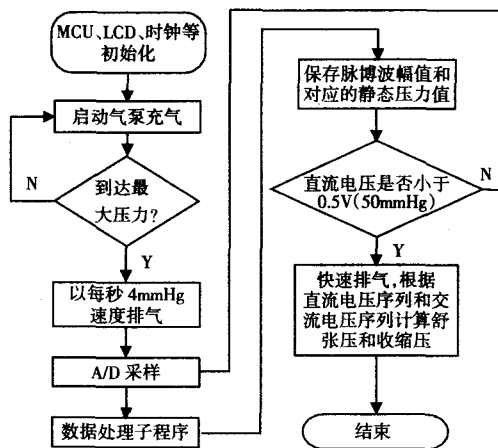 MCU、LCD、时钟等
初始化
启动气泵充气
N
到达最
大压力?
Y
以每秒 4mmHg
速度排气
A/D 采样
数据处理子程序
保存脉博波幅值和
对应的静态压力值
直流电压是否小于
0.5V(50mmHg)
N
Y
快速排气,根据
直流电压序列和交
流电压序列计算舒
张压和收缩压
结束